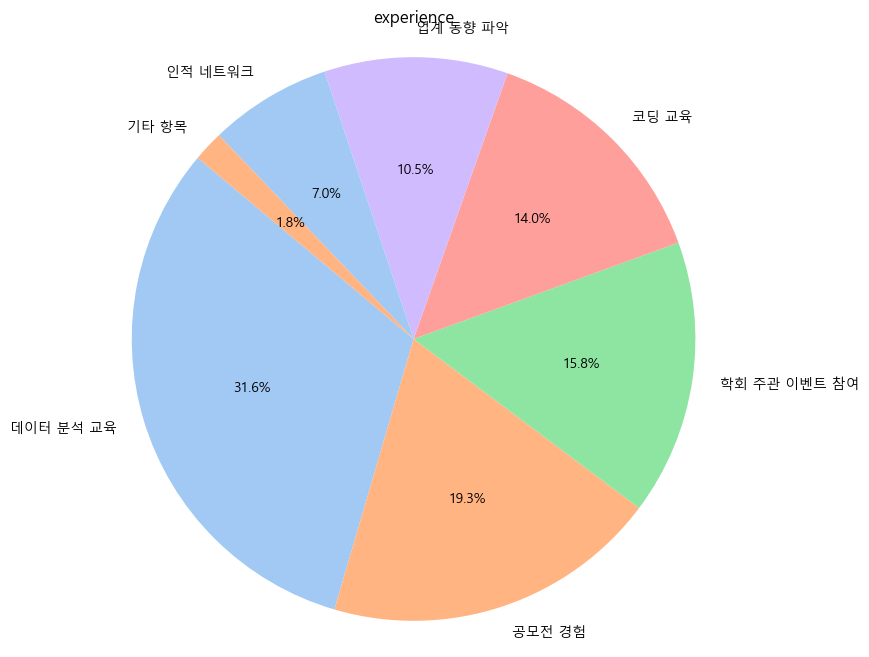 experience
업계 동향 파악
인적 네트워크
코딩 교육
기타 항목
10.5%
7.0%
14.0%
1.8%
15.8%
학회 주관 이벤트 참여
31.6%
데이터 분석 교육
19.3%
공모전 경험